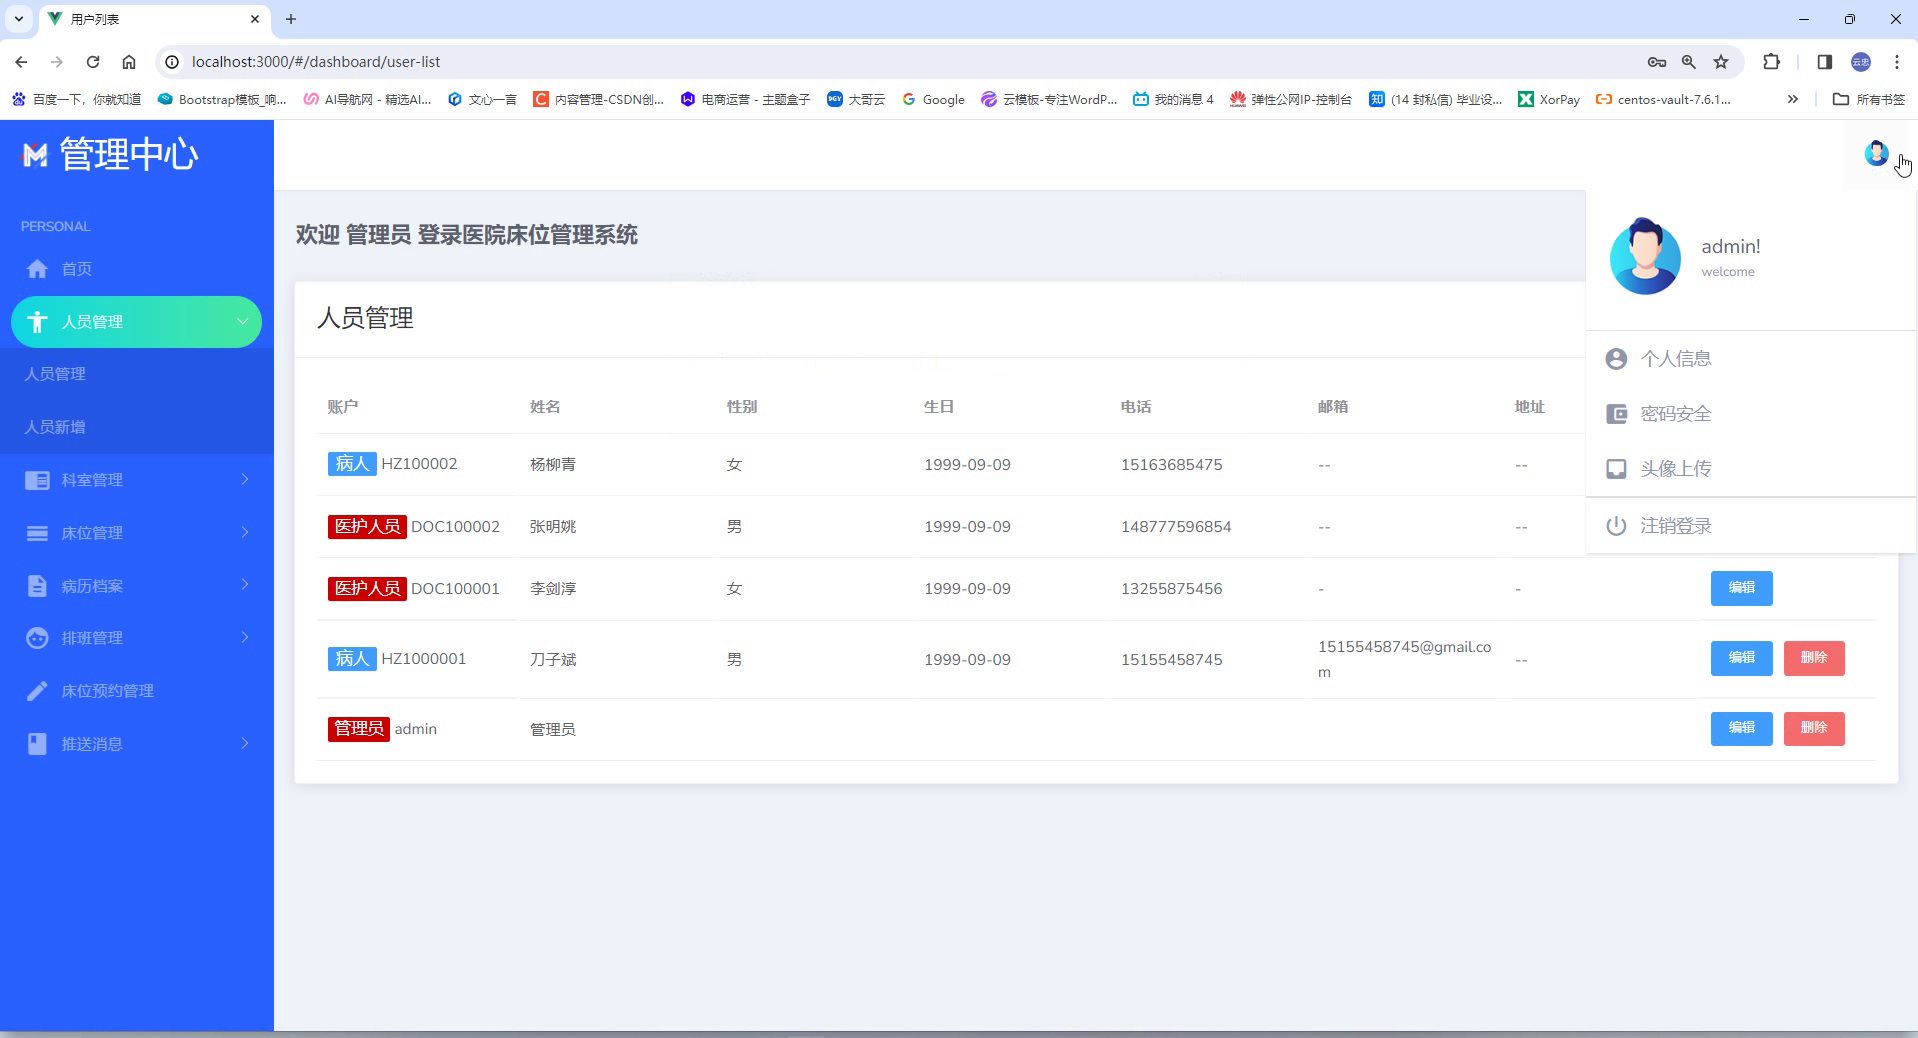 用户列表
localhost:3000/#/dashboard/user-list
云忠
百度一下，你就知道 Bootstrap模板_响... AI导航网 - 精选AI... 文心一言 内容管理-CSDN创... 电商运营 - 主题盒子 大哥云 Google 云模板-专注WordP... 我的消息 4 弹性公网IP-控制台 (14 封私信) 毕业设... XorPay centos-vault-7.6.1... 所有书签
管理中心
PERSONAL
首页
人员管理
人员管理
人员新增
科室管理
床位管理
病历档案
排班管理
床位预约管理
推送消息
欢迎 管理员 登录医院床位管理系统
人员管理
账户 姓名 性别 生日 电话 邮箱 地址
病人 HZ100002 杨柳青 女 1999-09-09 15163685475 -- --
医护人员 DOC100002 张明姚 男 1999-09-09 148777596854 -- --
医护人员 DOC100001 李剑淳 女 1999-09-09 13255875456 - - 编辑
病人 HZ1000001 刀子斌 男 1999-09-09 15155458745 15155458745@gmail.co
m -- 编辑 删除
管理员 admin 管理员 编辑 删除
admin!
welcome
个人信息
密码安全
头像上传
注销登录